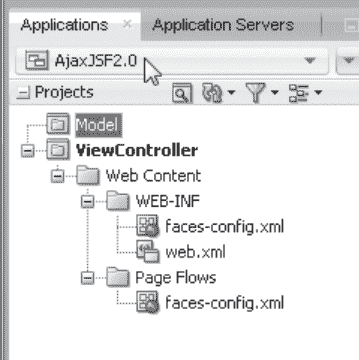 Applications Application Servers
AjaxJSF2.0
Projects
Model
ViewController
Web Content
WEB-INF
faces-config.xml
web.xml
Page Flows
faces-config.xml